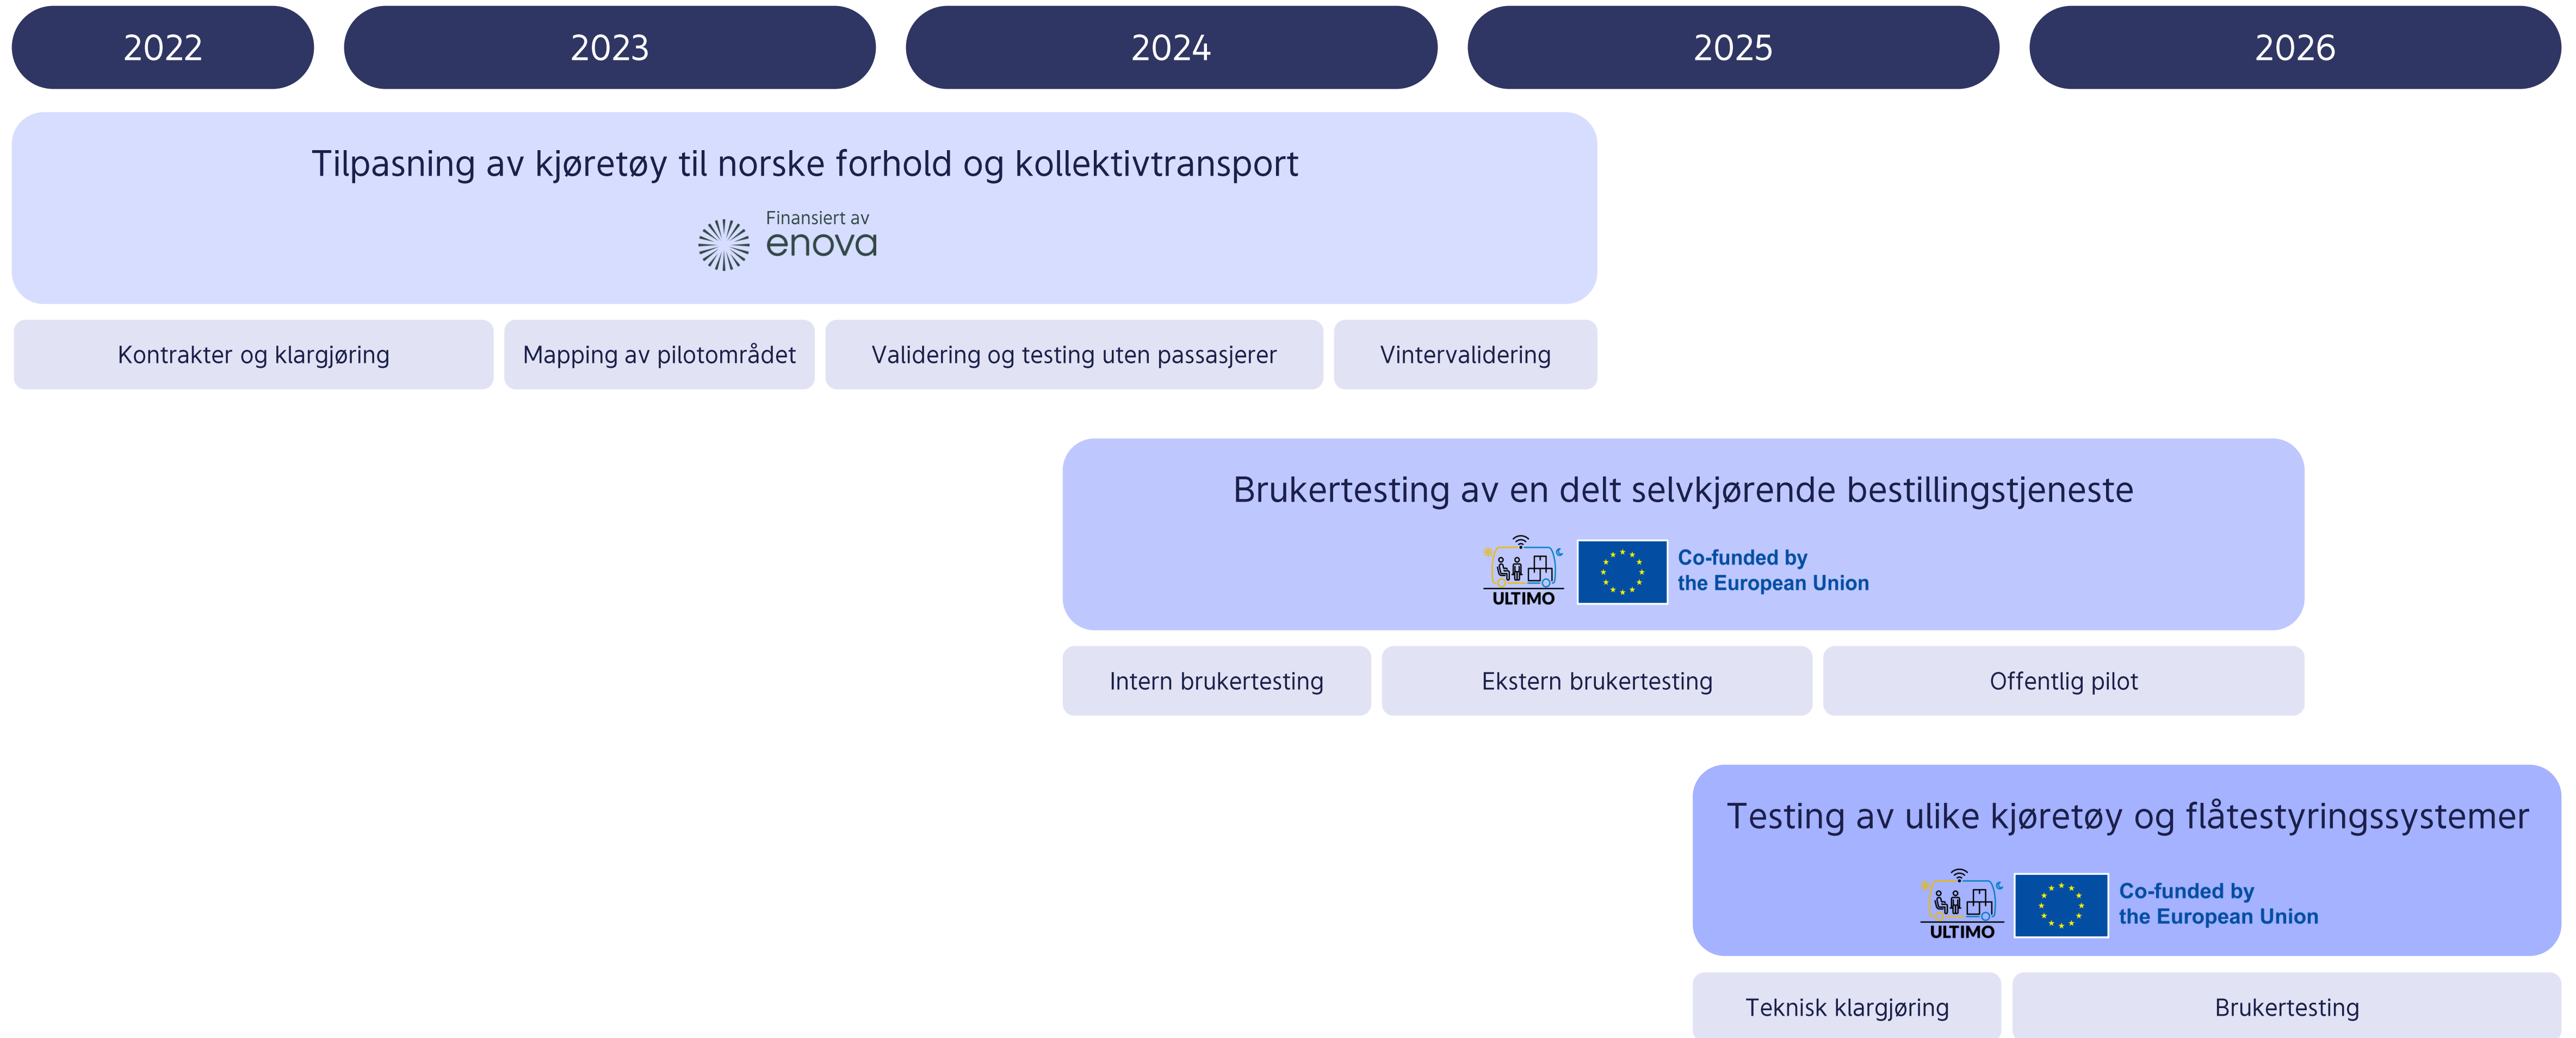 2022
2023
2024
2025
2026
Tilpasning av kjøretøy til norske forhold og kollektivtransport
Finansiert av
enova
Kontrakter og klargjøring
Mapping av pilotområdet
Validering og testing uten passasjerer
Vintervalidering
Brukertesting av en delt selvkjørende bestillingstjeneste
ULTIMO
Co-funded by
the European Union
Intern brukertesting
Ekstern brukertesting
Offentlig pilot
Testing av ulike kjøretøy og flåtestyringssystemer
ULTIMO
Co-funded by
the European Union
Teknisk klargjøring
Brukertesting